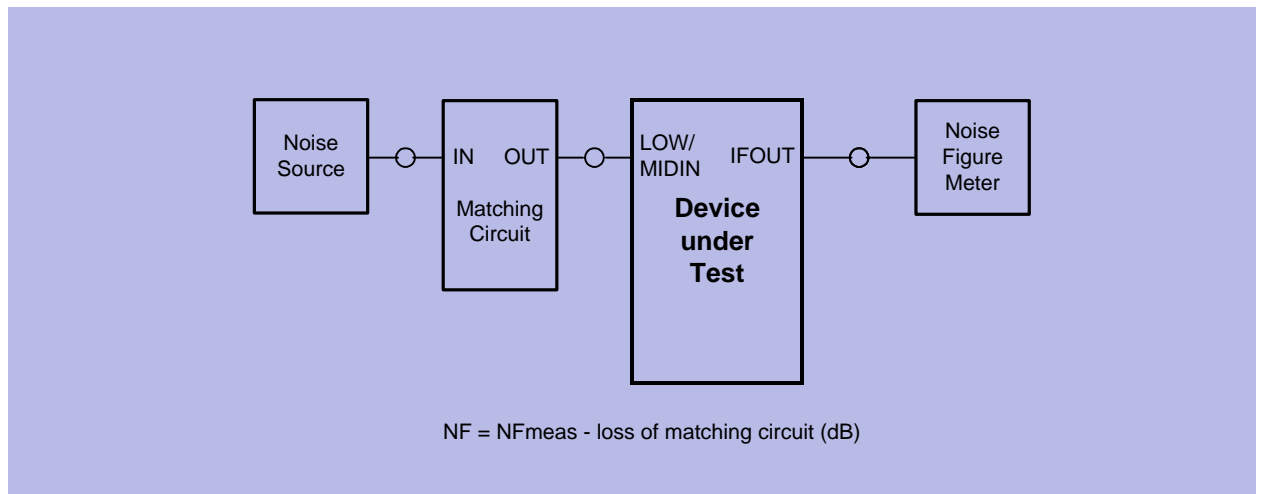 Noise
Source
IN OUT
Matching
Circuit
LOW/
MIDIN
IFOUT
Device
under
Test
Noise
Figure
Meter
NF = NFmeas - loss of matching circuit (dB)